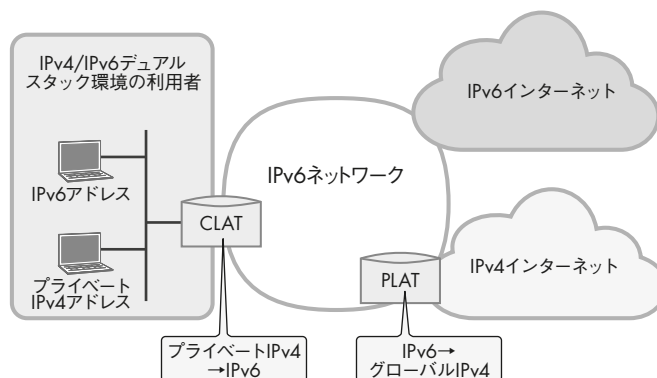 IPv4/IPv6デュアル
スタック環境の利用者
IPv6アドレス
プライベート
IPv4アドレス
CLAT
IPv6ネットワーク
PLAT
IPv6インターネット
IPv4インターネット
プライベートIPv4
→IPv6
IPv6→
グローバルIPv4